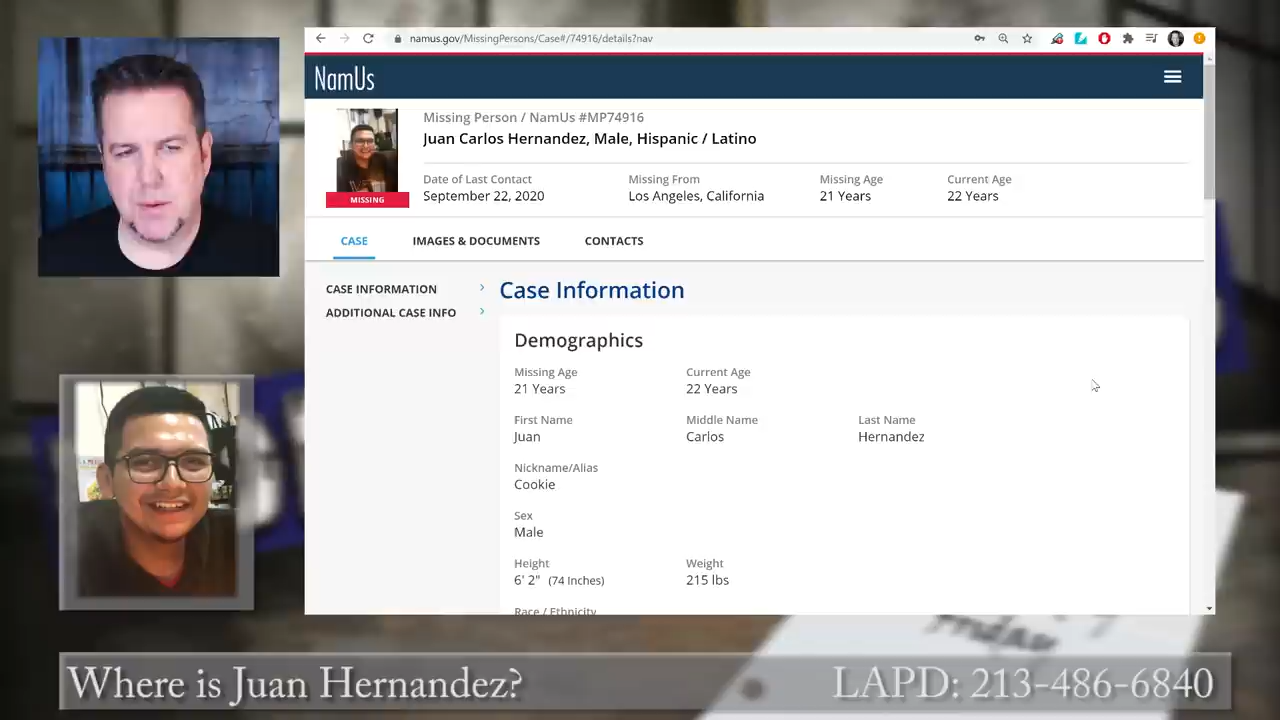 namus.gov/MissingPersons/Case#/74916/details?nav
NamUs
Missing Person / NamUs #MP74916
Juan Carlos Hernandez, Male, Hispanic / Latino
Date of Last Contact Missing From Missing Age Current Age
September 22, 2020 Los Angeles, California 21 Years 22 Years
MISSING
CASE IMAGES & DOCUMENTS CONTACTS
CASE INFORMATION
ADDITIONAL CASE INFO
Case Information
Demographics
Missing Age Current Age
21 Years 22 Years
First Name Middle Name Last Name
Juan Carlos Hernandez
Nickname/Alias
Cookie
Sex
Male
Height Weight
6' 2" (74 Inches) 215 lbs
Race / Ethnicity
Friday
Where is Juan Hernandez? LAPD: 213-486-6840